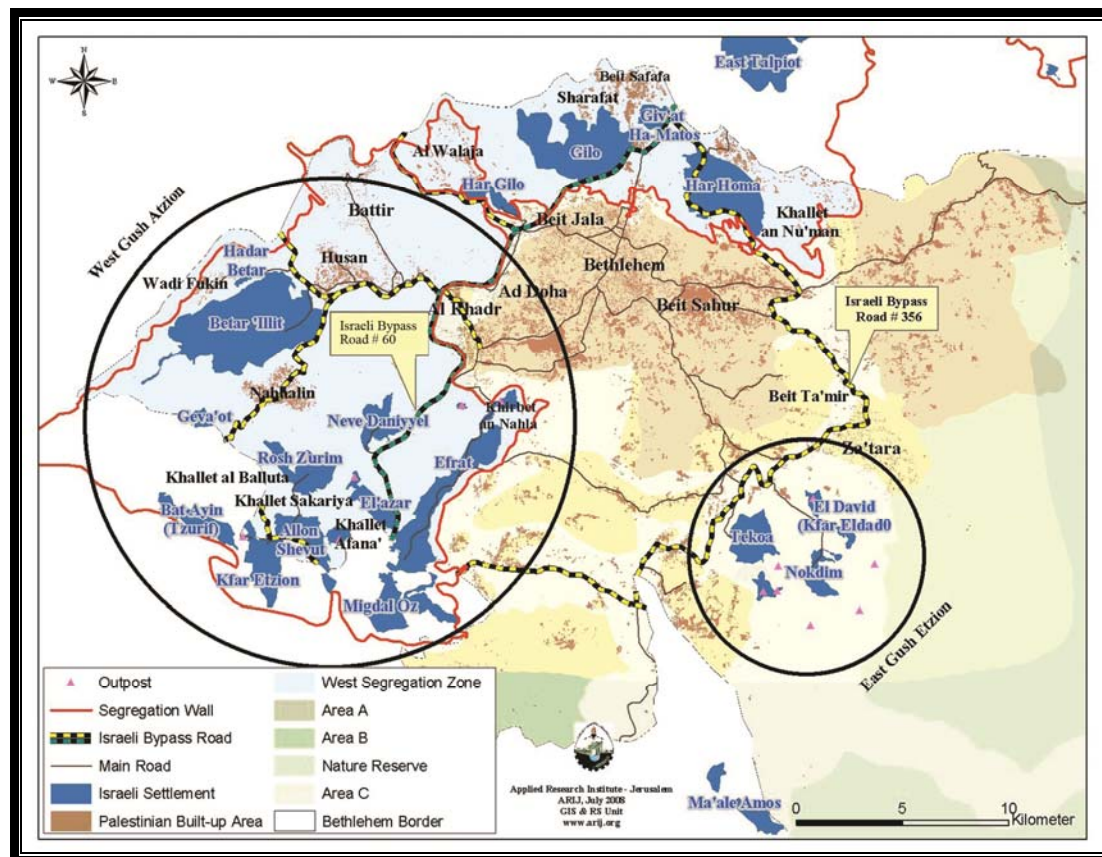 N
W
E
S
East Talpiot
Beit Safafa
Sharafat
Giv'at
Ha-Matos
Gilo
Al Walaja
Har Gilo
Har Homa
Khallet
an Nu'man
West Gush Atzion
Battir
Beit Jala
Hadar
Betar
Husan
Bethlehem
Wadi Fukin
Ad Doha
Beit Sahur
Al Khadr
Israeli Bypass
Road # 356
Betar 'Illit
Israeli Bypass
Road # 60
Nahhalin
Beit Ta'mir
Geva'ot
Neve Daniyyel
Khirbet
an Nahla
Za'tara
Rosh Zurim
Efrat
Khallet al Balluta
Khallet Sakariya
El'azar
El David
(Kfar-Eldad0
Bat-Ayin
(Tzurif)
Allon
Shevut
Khallet
Afana'
Tekoa
Kfar Etzion
Nokdim
Migdal Oz
East Gush Etzion
Outpost
Segregation Wall
Israeli Bypass Road
Main Road
Israeli Settlement
Palestinian Built-up Area
West Segregation Zone
Area A
Area B
Nature Reserve
Area C
Bethlehem Border
Applied Research Institute - Jerusalem
ARIJ, July 2008
GIS & RS Unit
www.arij.org
Ma'ale Amos
0 5 10
Kilometer